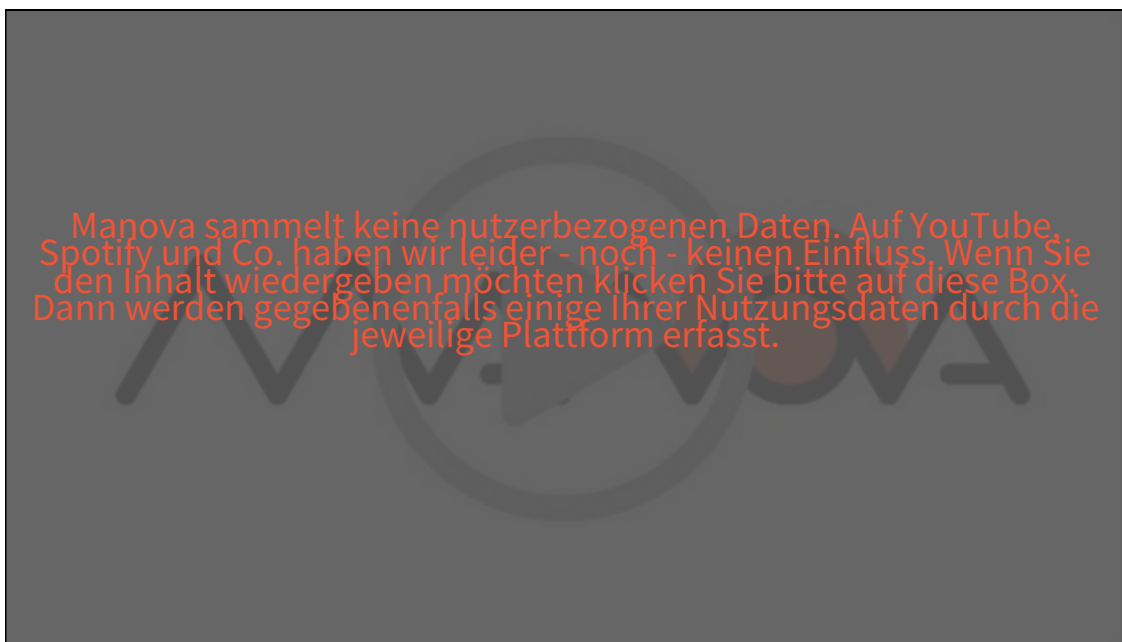 Manova sammelt keine nutzerbezogenen Daten. Auf YouTube,
Spotify und Co. haben wir leider - noch - keinen Einfluss. Wenn Sie
den Inhalt wiedergeben möchten klicken Sie bitte auf diese Box.
Dann werden gegebenenfalls einige Ihrer Nutzungsdaten durch die
jeweilige Plattform erfasst.
MANOVA